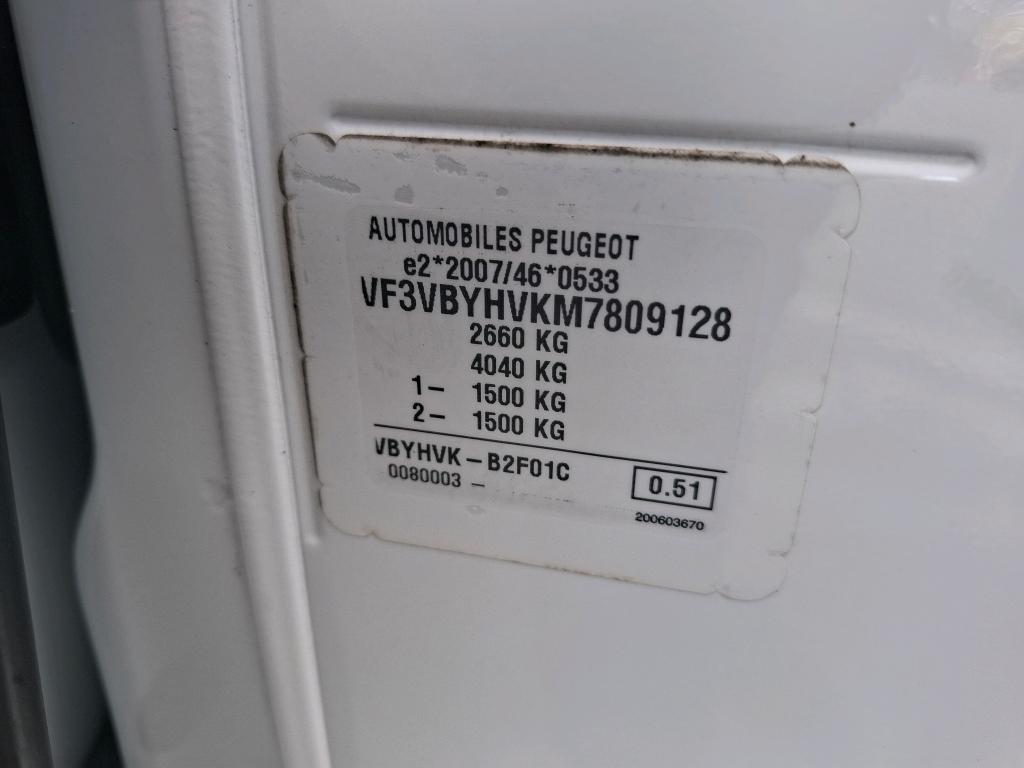 AUTOMOBILES PEUGEOT
e2*2007/46*0533
VF3VBYHVKM7809128
2660 KG
4040 KG
1- 1500 KG
2- 1500 KG
VBYHVK-B2F01C
0.51
0080003 -
200603670